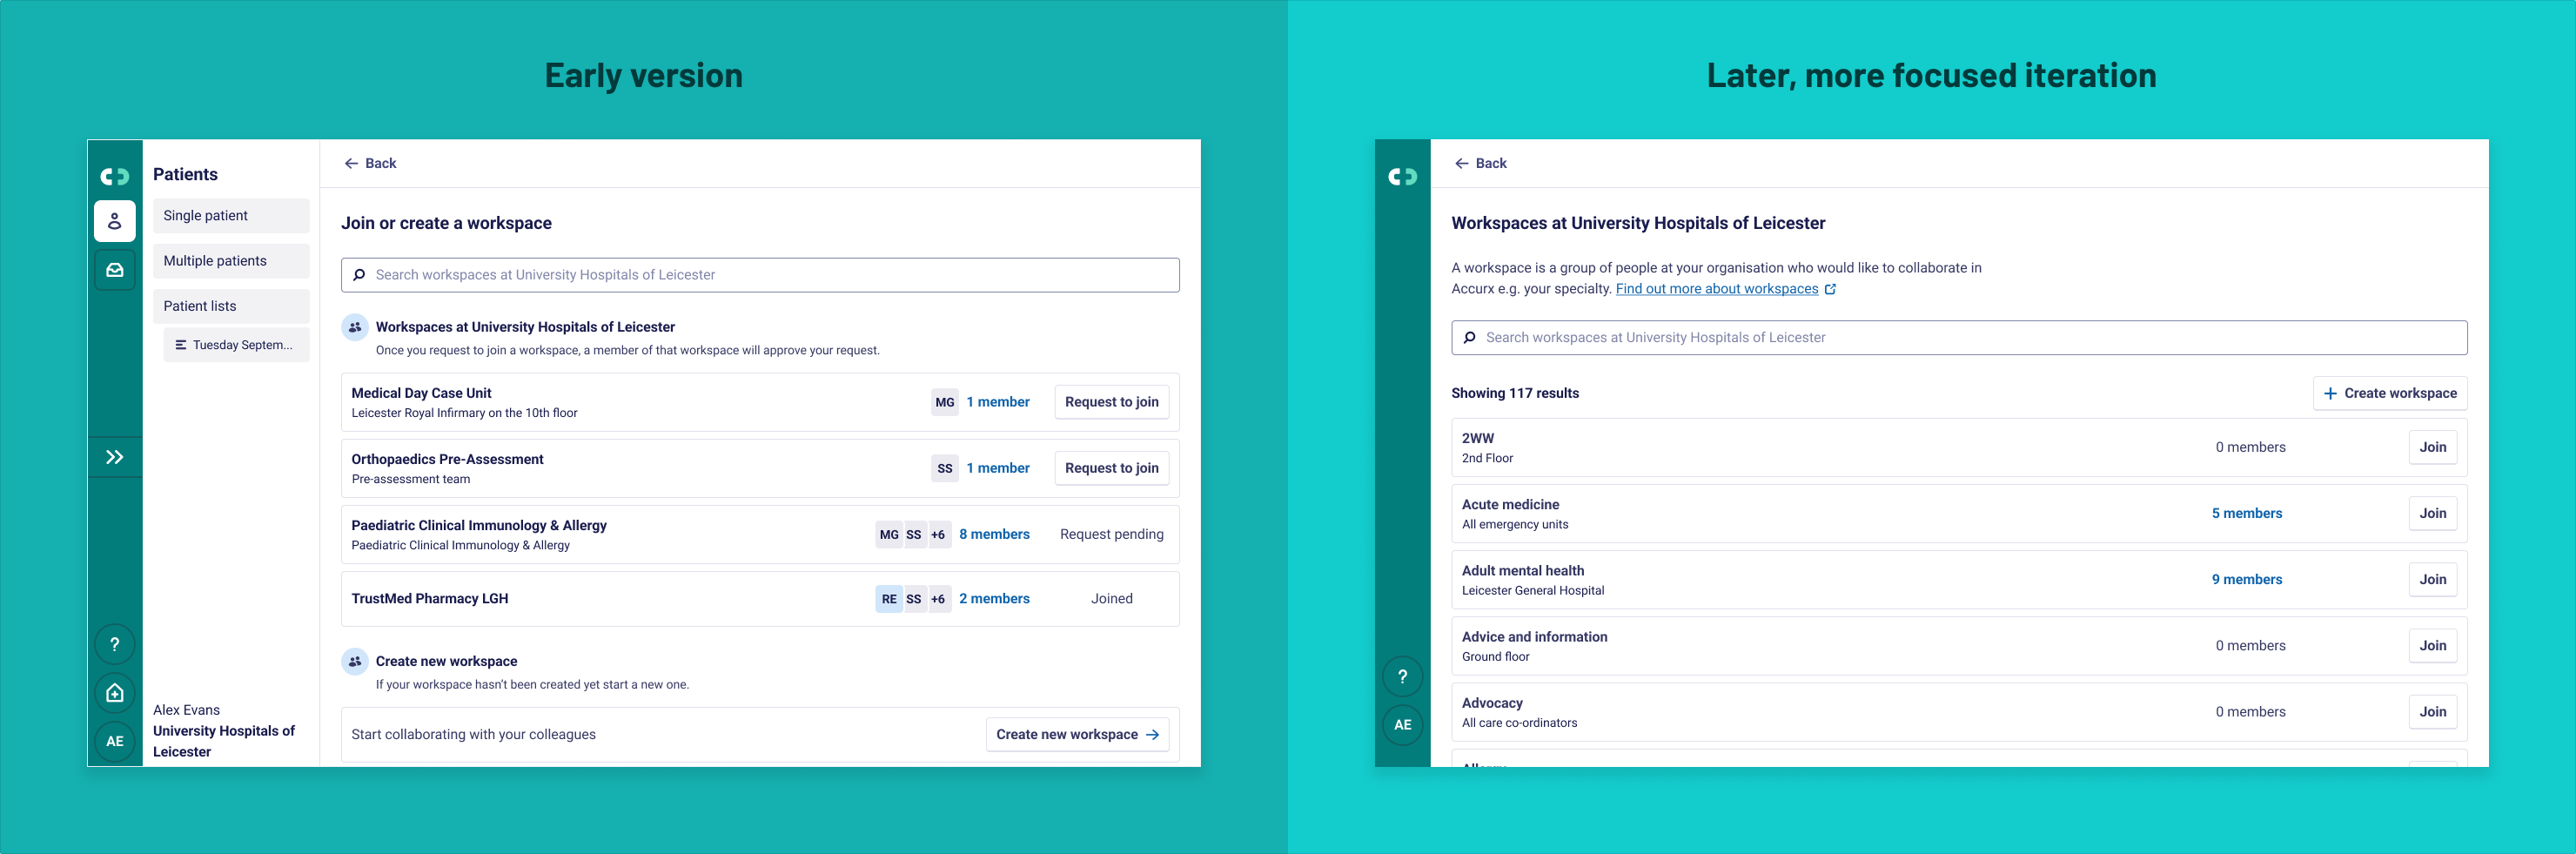 Early version
Patients
Single patient
Multiple patients
Patient lists
Tuesday Septem...
?
Alex Evans
University Hospitals of
Leicester
AE
Back
Join or create a workspace
Search workspaces at University Hospitals of Leicester
Workspaces at University Hospitals of Leicester
Once you request to join a workspace, a member of that workspace will approve your request.
Medical Day Case Unit
Leicester Royal Infirmary on the 10th floor
MG 1 member Request to join
Orthopaedics Pre-Assessment
Pre-assessment team
SS 1 member Request to join
Paediatric Clinical Immunology & Allergy
Paediatric Clinical Immunology & Allergy
MG SS +6 8 members Request pending
TrustMed Pharmacy LGH RE SS +6 2 members Joined
Create new workspace
If your workspace hasn't been created yet start a new one.
Start collaborating with your colleagues Create new workspace
Later, more focused iteration
?
AE
Back
Workspaces at University Hospitals of Leicester
A workspace is a group of people at your organisation who would like to collaborate in
Accurx e.g. your specialty. Find out more about workspaces
Search workspaces at University Hospitals of Leicester
Showing 117 results Create workspace
2WW
2nd Floor
0 members Join
Acute medicine
All emergency units
5 members Join
Adult mental health
Leicester General Hospital
9 members Join
Advice and information
Ground floor
0 members Join
Advocacy
All care co-ordinators
0 members Join